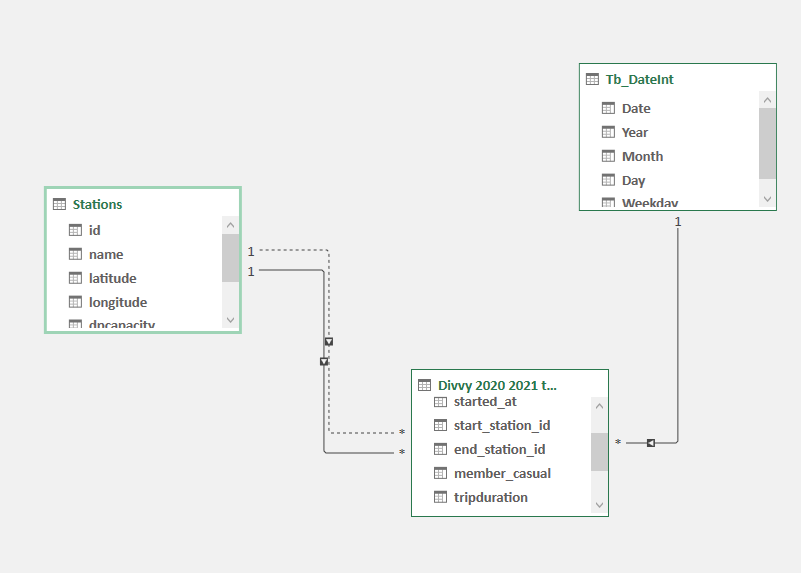 Tb_DateInt
Date
Year
Month
Day
Weekday
1
Stations
id
name
latitude
longitude
dpcapacity
1
1
Divvy 2020 2021 t...
started_at
start_station_id
end_station_id
member_casual
tripduration
*
*
*